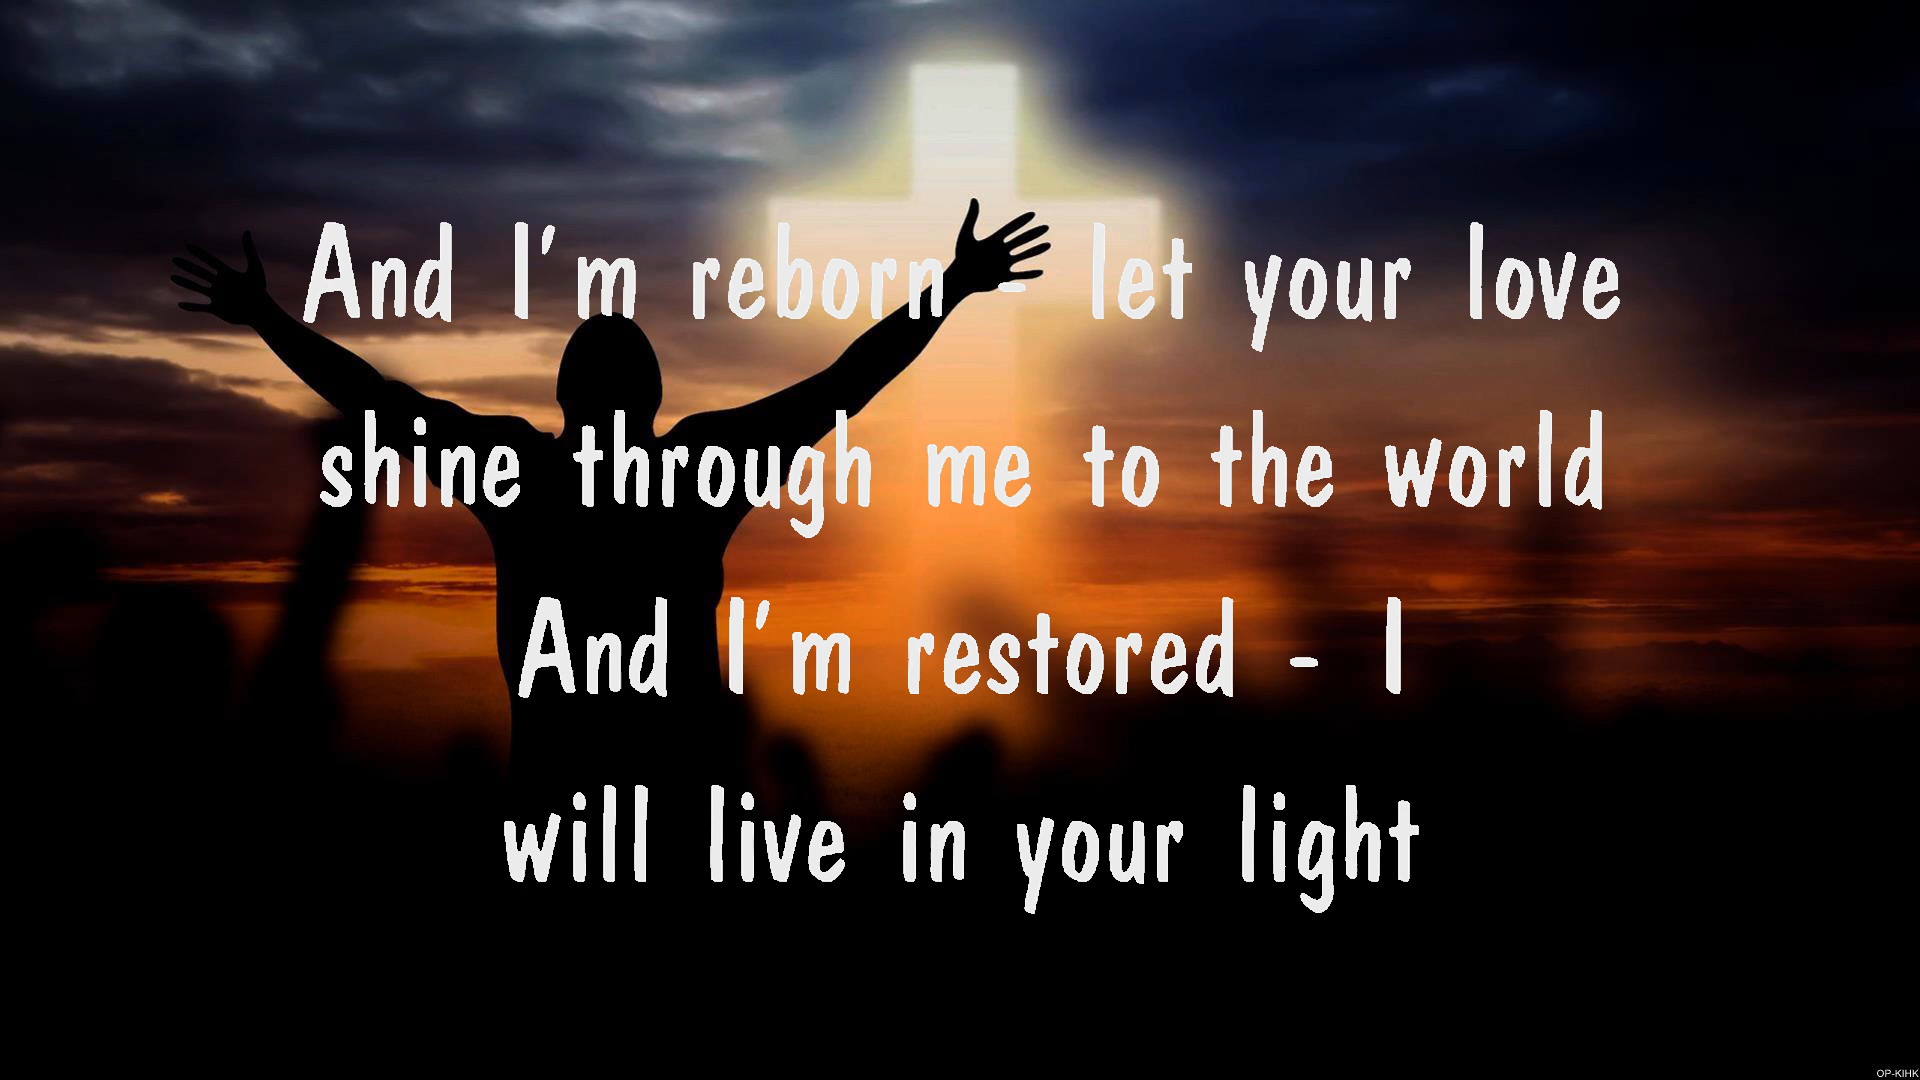 And I'm reborn - let your love
shine through me to the world
And I'm restored - I
will live in your light
OP-KIHK